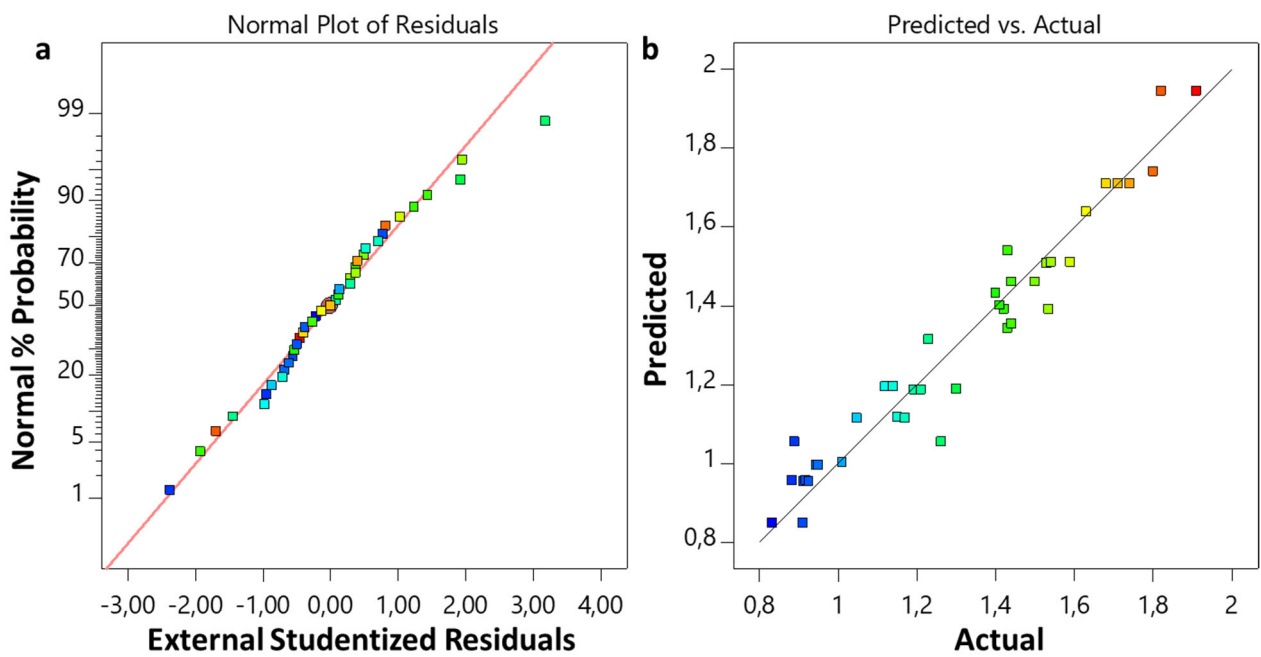 a
Normal Plot of Residuals
99
90
70
50
20
5
1
Normal % Probability
-3,00 -2,00 -1,00 0,00 1,00 2,00 3,00 4,00
External Studentized Residuals
b
Predicted vs. Actual
2
1,8
1,6
1,4
1,2
1
0,8
Predicted
0,8 1 1,2 1,4 1,6 1,8 2
Actual